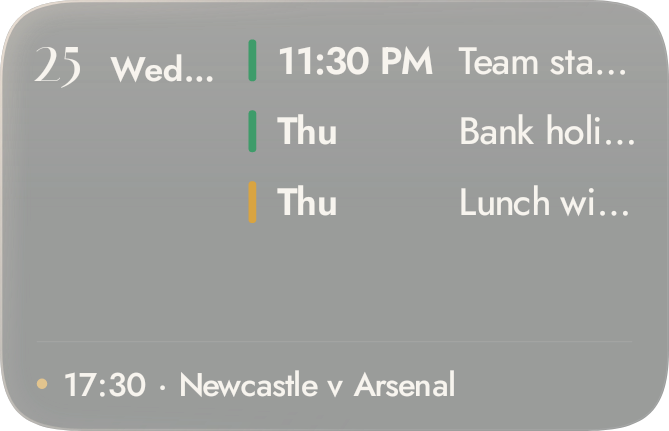 25 Wed... 11:30 PM Team sta...
Thu Bank holi...
Thu Lunch wi...
17:30 · Newcastle v Arsenal